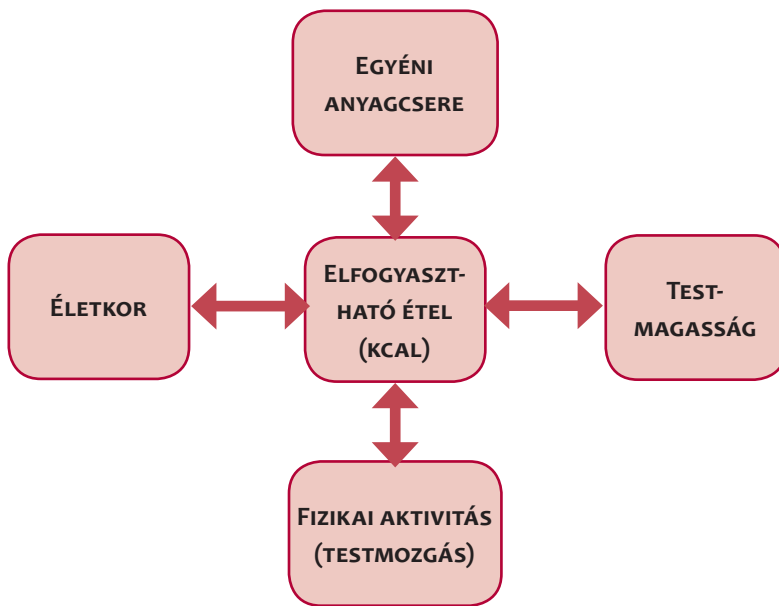 EGYÉNI
ANYAGCSERE
ÉLETKOR
ELFOGYASZT-
HATÓ ÉTEL
(KCAL)
TEST-
MAGASSÁG
FIZIKAI AKTIVITÁS
(TESTMOZGÁS)